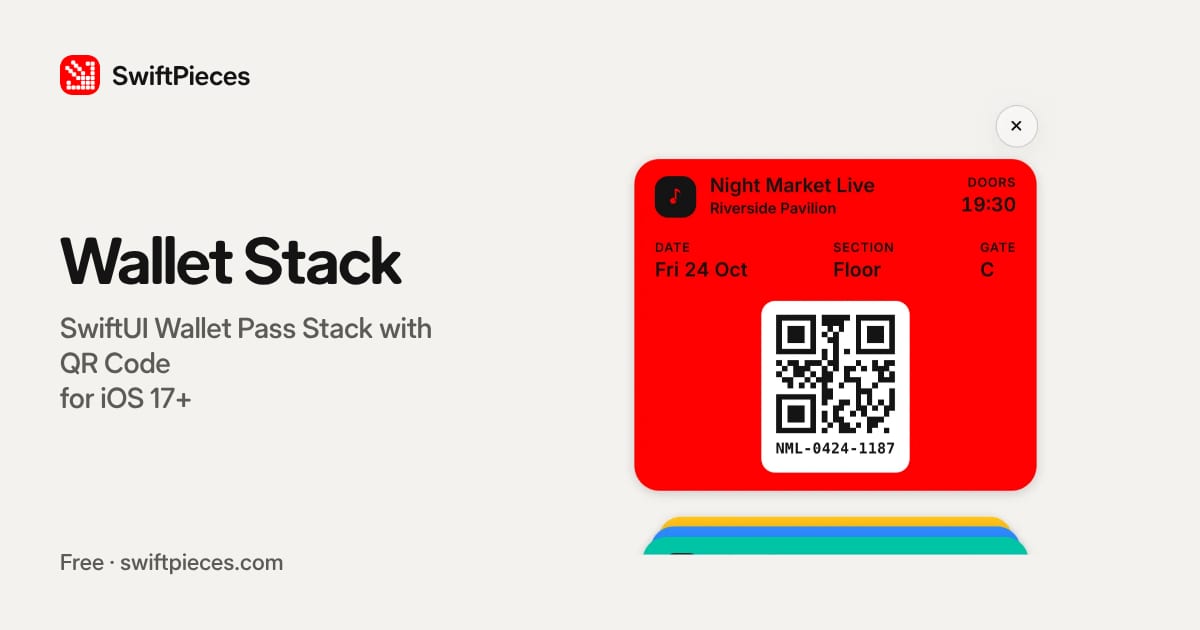 SwiftPieces
Wallet Stack
SwiftUI Wallet Pass Stack with
QR Code
for iOS 17+
Free · swiftpieces.com
Night Market Live
Riverside Pavilion
DOORS
19:30
DATE
Fri 24 Oct
SECTION
Floor
GATE
C
NML-0424-1187